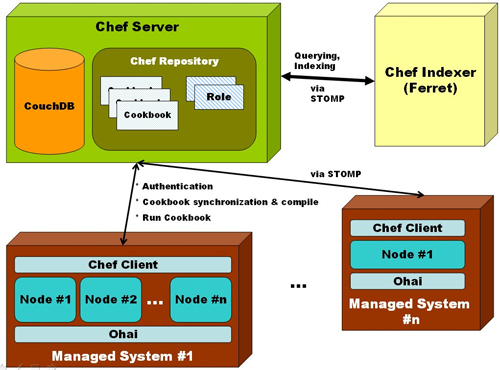 Chef Server
CouchDB
Chef Repository
Cookbook
Role
Querying,
Indexing
via
STOMP
Chef Indexer
(Ferret)
via STOMP
• Authentication
• Cookbook synchronization & compile
• Run Cookbook
Chef Client
Node #1
Node #2
...
Node #n
Ohai
Managed System #1
...
Chef Client
Node #1
Ohai
Managed System
#n